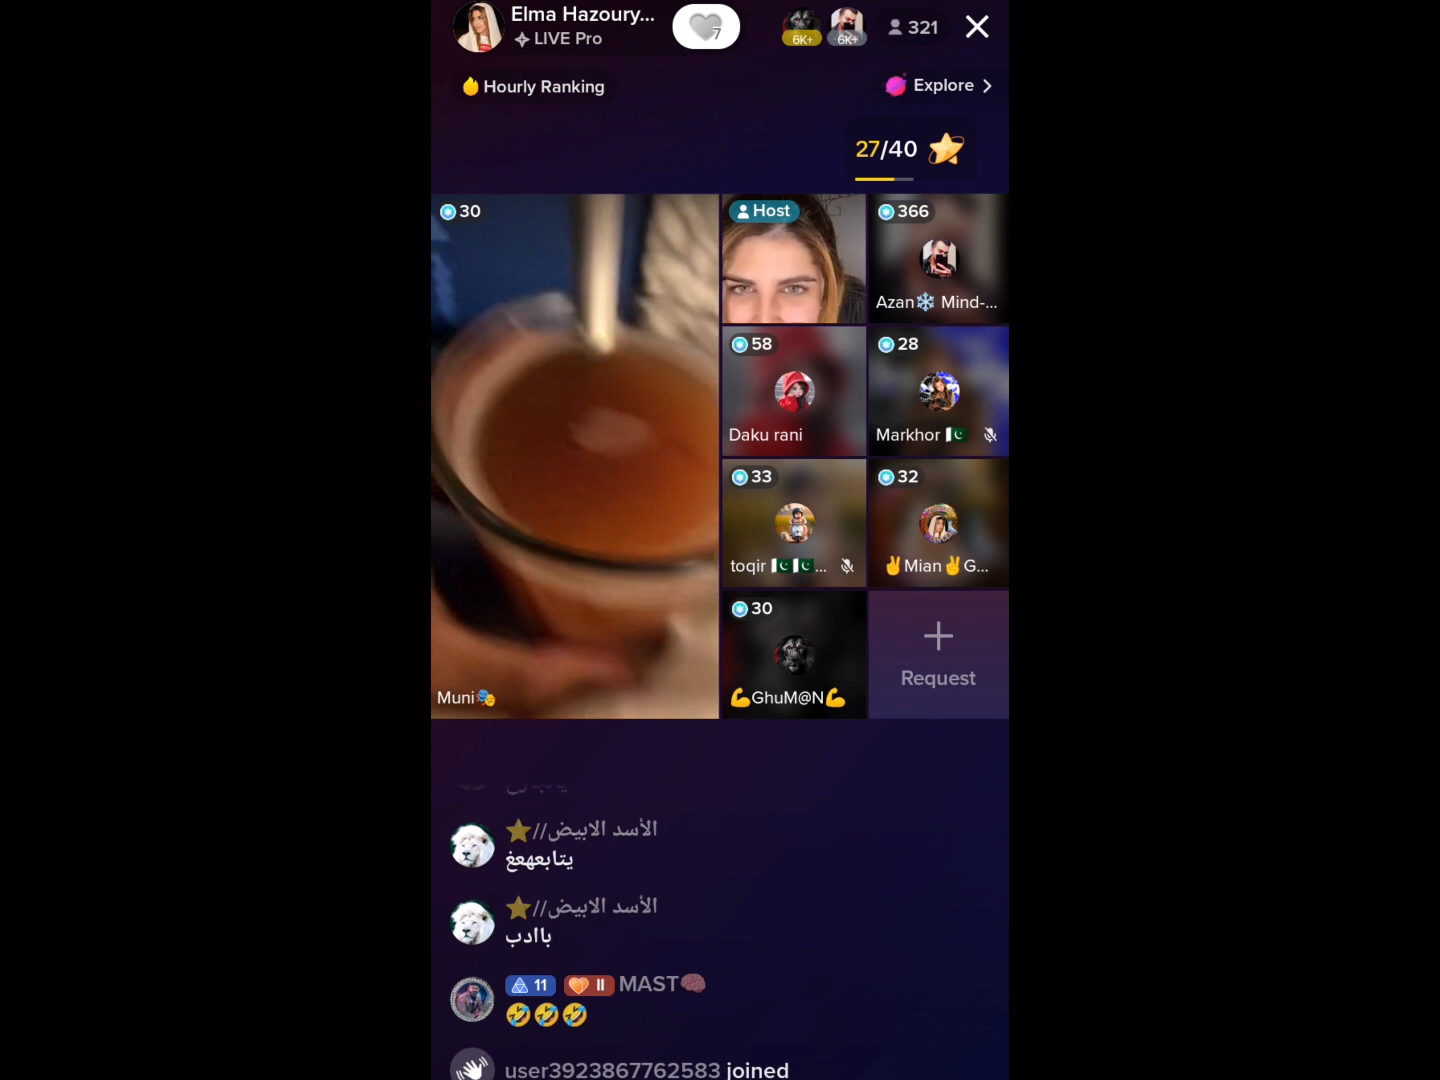 Elma Hazoury...
LIVE Pro
7
6K+
6K+
321
Hourly Ranking
Explore
27/40
30
Host
366
Azan❄️ Mind-...
58
28
Daku rani
Markhor 🇵🇰
33
32
toqir 🇵🇰🇵🇰...
✌️Mian✌️G...
30
Request
Muni🎭
💪GhuM@N💪
الأسد الابيض//⭐
يتابعهعغ
الأسد الابيض//⭐
باادب
11 II MAST🧠
🤣🤣🤣
user3923867762583 joined